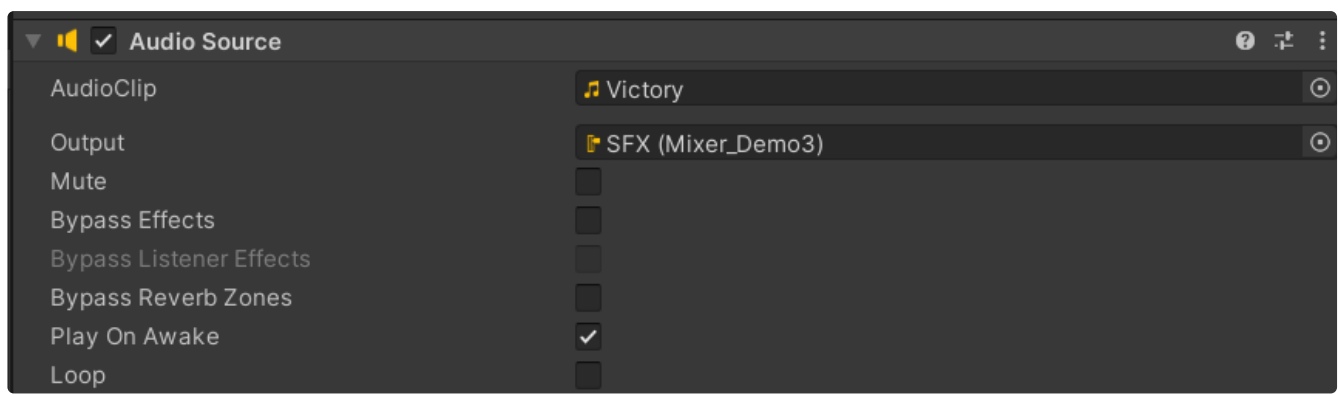 Audio Source
AudioClip Victory
Output SFX (Mixer_Demo3)
Mute
Bypass Effects
Bypass Listener Effects
Bypass Reverb Zones
Play On Awake
Loop